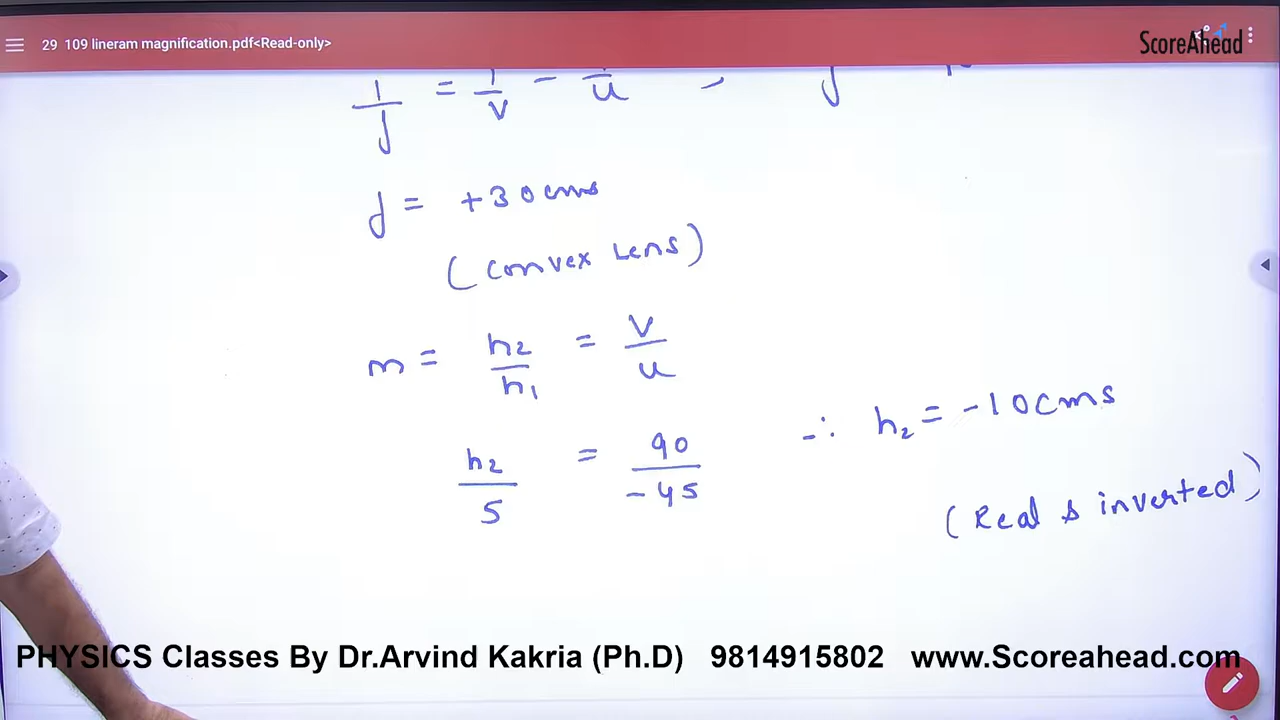 29 109 lineram magnification.pdf<Read-only>
ScoreAhead
1/f = 1/v - 1/u ,
f = +30cms
(Convex Lens)
m = h2/h1 = v/u
h2/5 = 90/-45 ∴ h2 = -10cms
(Real & inverted)
PHYSICS Classes By Dr.Arvind Kakria (Ph.D) 9814915802 www.Scoreahead.com